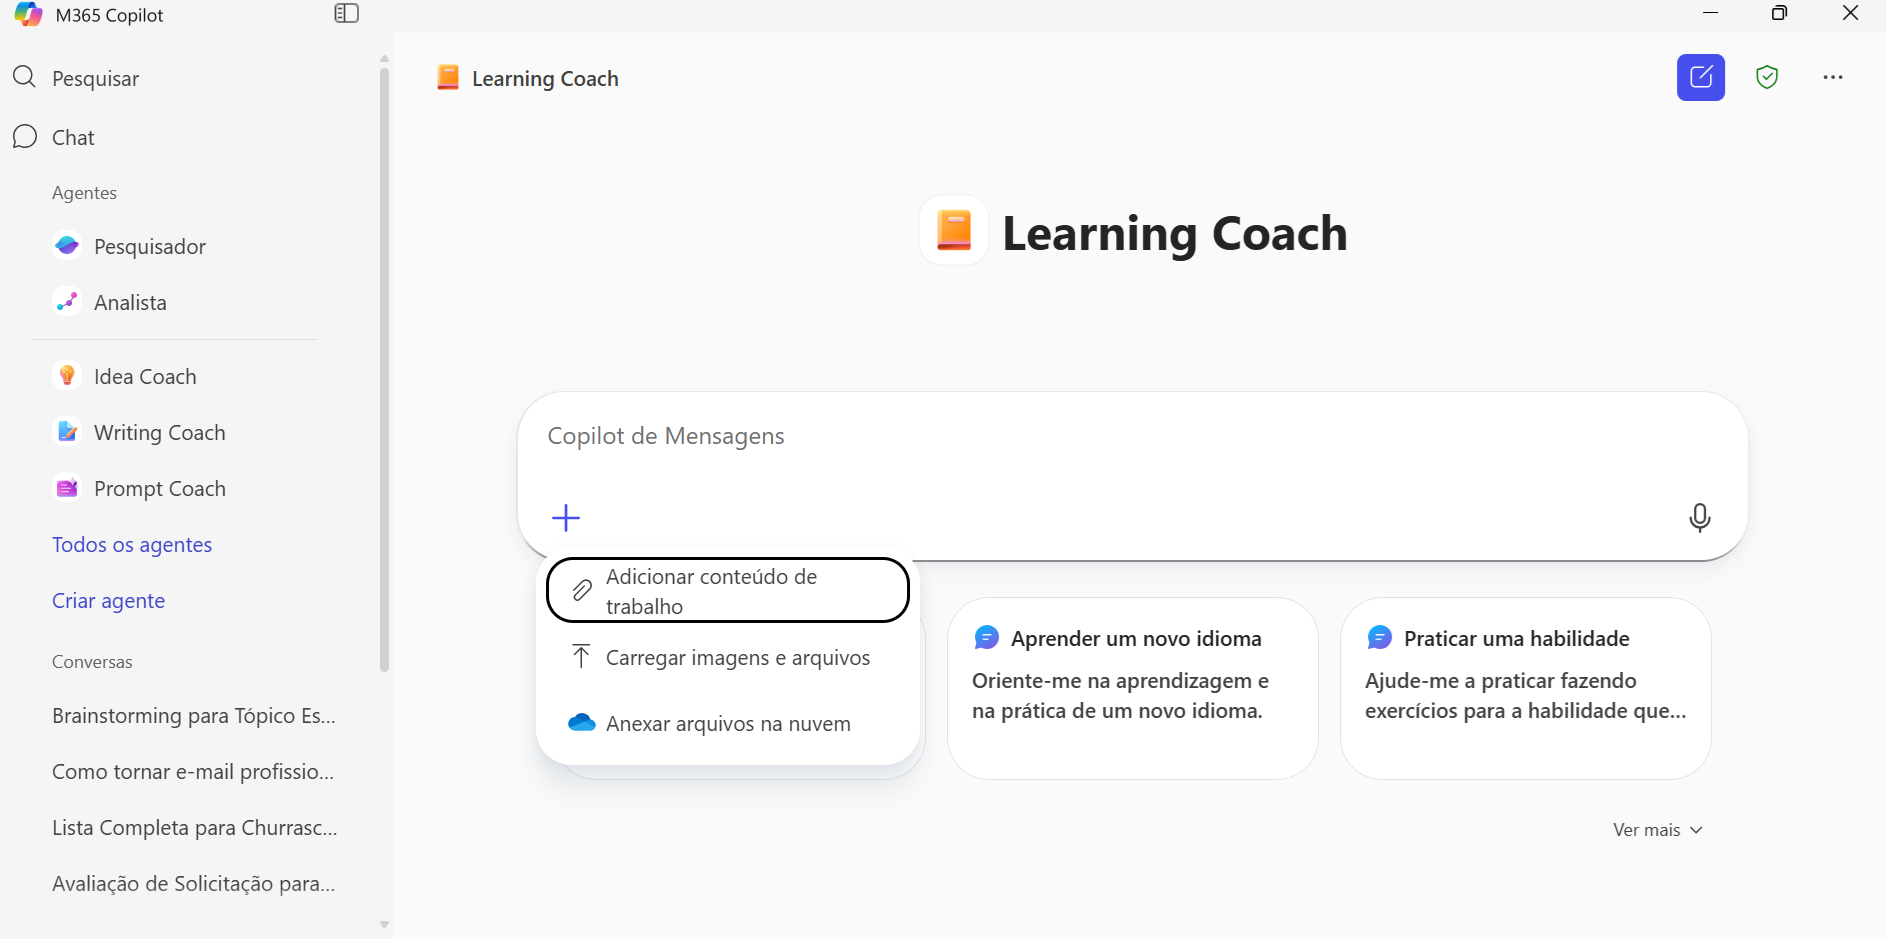 M365 Copilot
Pesquisar
Chat
Agentes
Pesquisador
Analista
Idea Coach
Writing Coach
Prompt Coach
Todos os agentes
Criar agente
Conversas
Brainstorming para Tópico Es...
Como tornar e-mail profissio...
Lista Completa para Churrasc...
Avaliação de Solicitação para...
Learning Coach
Learning Coach
Copilot de Mensagens
Adicionar conteúdo de
trabalho
Carregar imagens e arquivos
Anexar arquivos na nuvem
Aprender um novo idioma
Oriente-me na aprendizagem e
na prática de um novo idioma.
Praticar uma habilidade
Ajude-me a praticar fazendo
exercícios para a habilidade que...
Ver mais